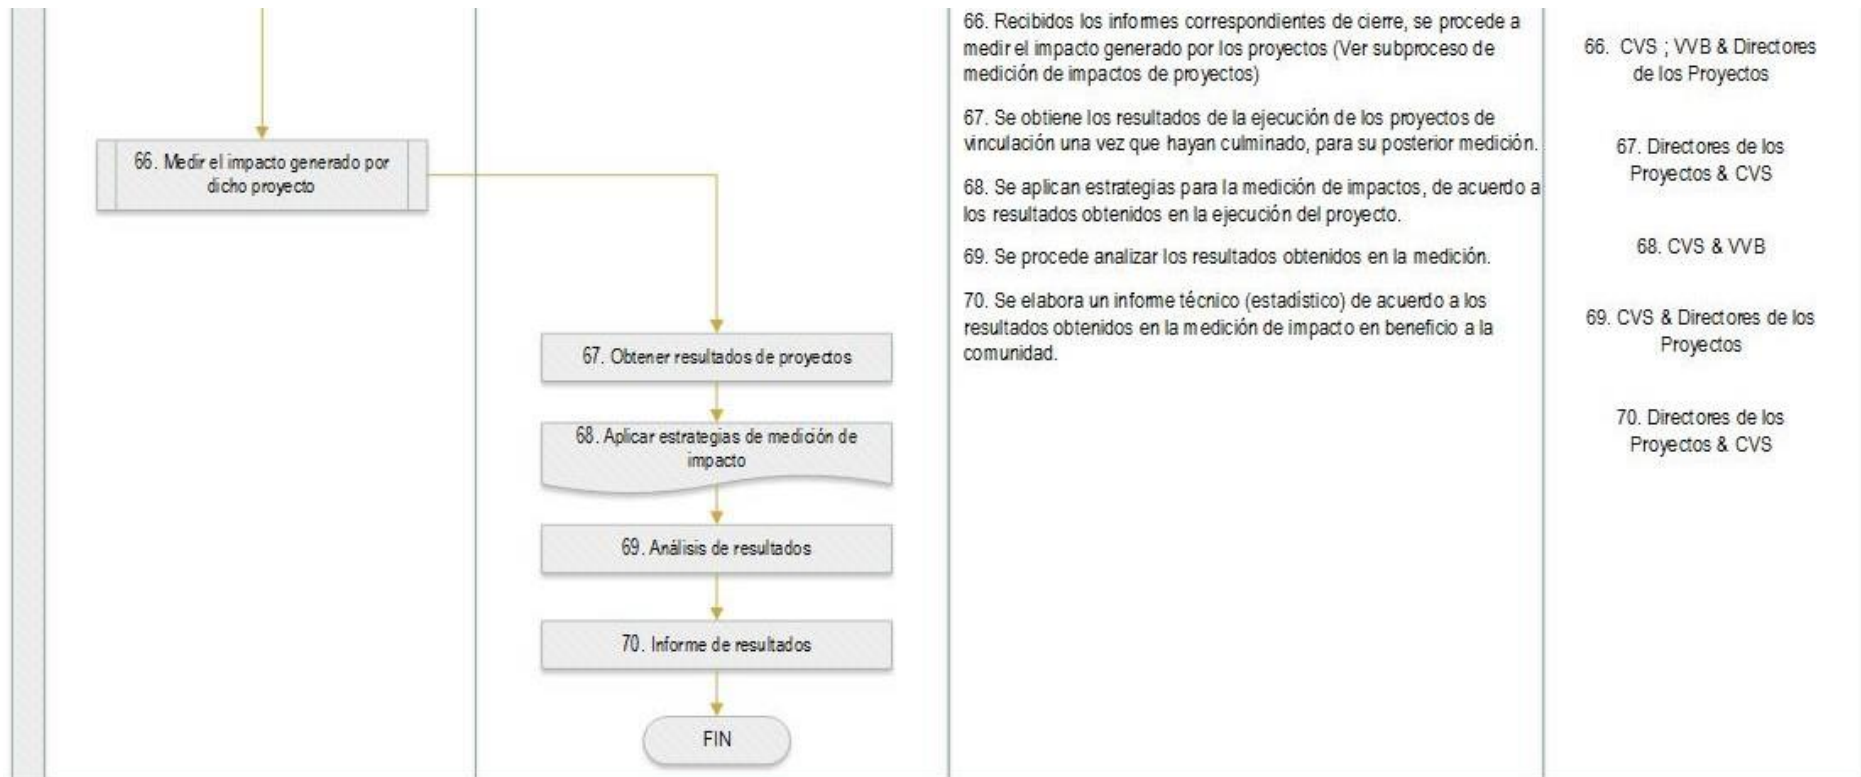 66. Medir el impacto generado por
dicho proyecto
67. Obtener resultados de proyectos
68. Aplicar estrategias de medición de
impacto
69. Análisis de resultados
70. Informe de resultados
FIN
66. Recibidos los informes correspondientes de cierre, se procede a
medir el impacto generado por los proyectos (Ver subproceso de
medición de impactos de proyectos)
67. Se obtiene los resultados de la ejecución de los proyectos de
vinculación una vez que hayan culminado, para su posterior medición.
68. Se aplican estrategias para la medición de impactos, de acuerdo a
los resultados obtenidos en la ejecución del proyecto.
69. Se procede analizar los resultados obtenidos en la medición.
70. Se elabora un informe técnico (estadístico) de acuerdo a los
resultados obtenidos en la medición de impacto en beneficio a la
comunidad.
66. CVS ; VVB & Directores
de los Proyectos
67. Directores de los
Proyectos & CVS
68. CVS & VVB
69. CVS & Directores de los
Proyectos
70. Directores de los
Proyectos & CVS